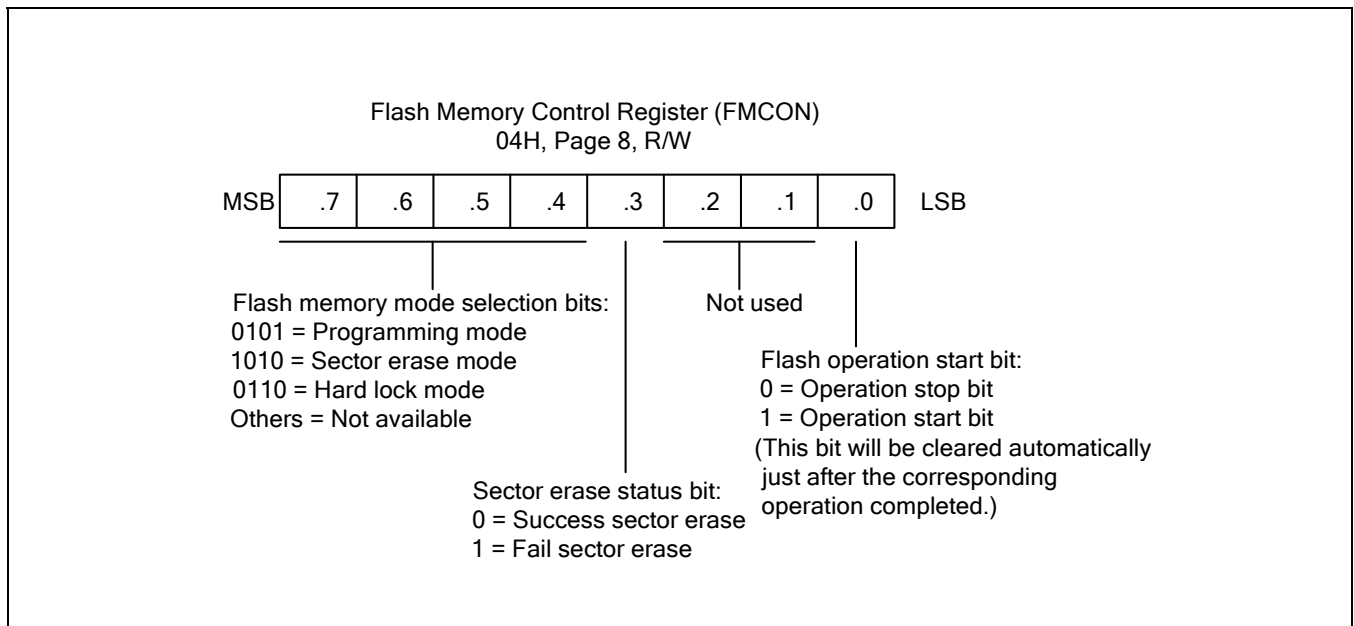 Flash Memory Control Register (FMCON)
04H, Page 8, R/W
MSB .7 .6 .5 .4 .3 .2 .1 .0 LSB
Flash memory mode selection bits:
0101 = Programming mode
1010 = Sector erase mode
0110 = Hard lock mode
Others = Not available
Not used
Flash operation start bit:
0 = Operation stop bit
1 = Operation start bit
(This bit will be cleared automatically
just after the corresponding
operation completed.)
Sector erase status bit:
0 = Success sector erase
1 = Fail sector erase